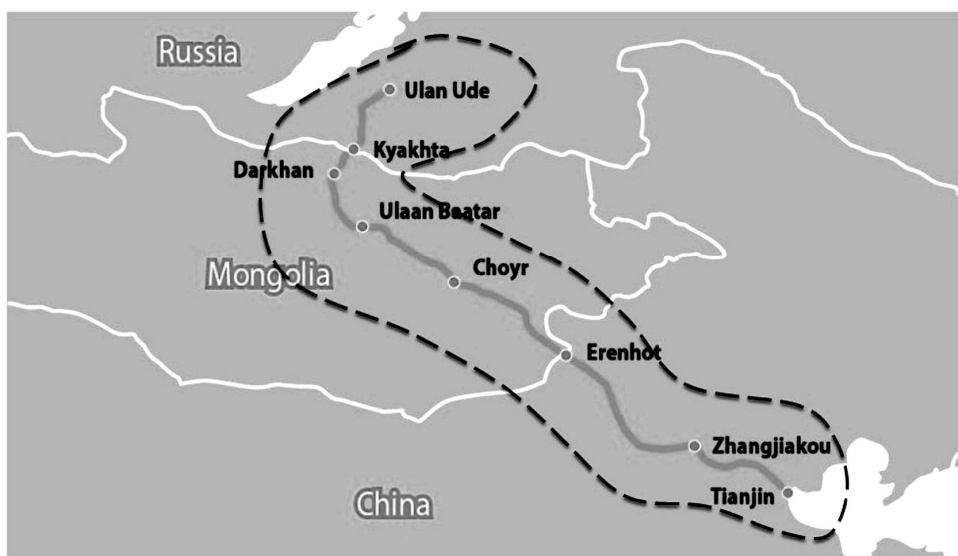 Russia
Ulan Ude
Kyakhta
Darkhan
Ulaan Baatar
Mongolia
Choyr
Erenhot
Zhangjiakou
Tianjin
China